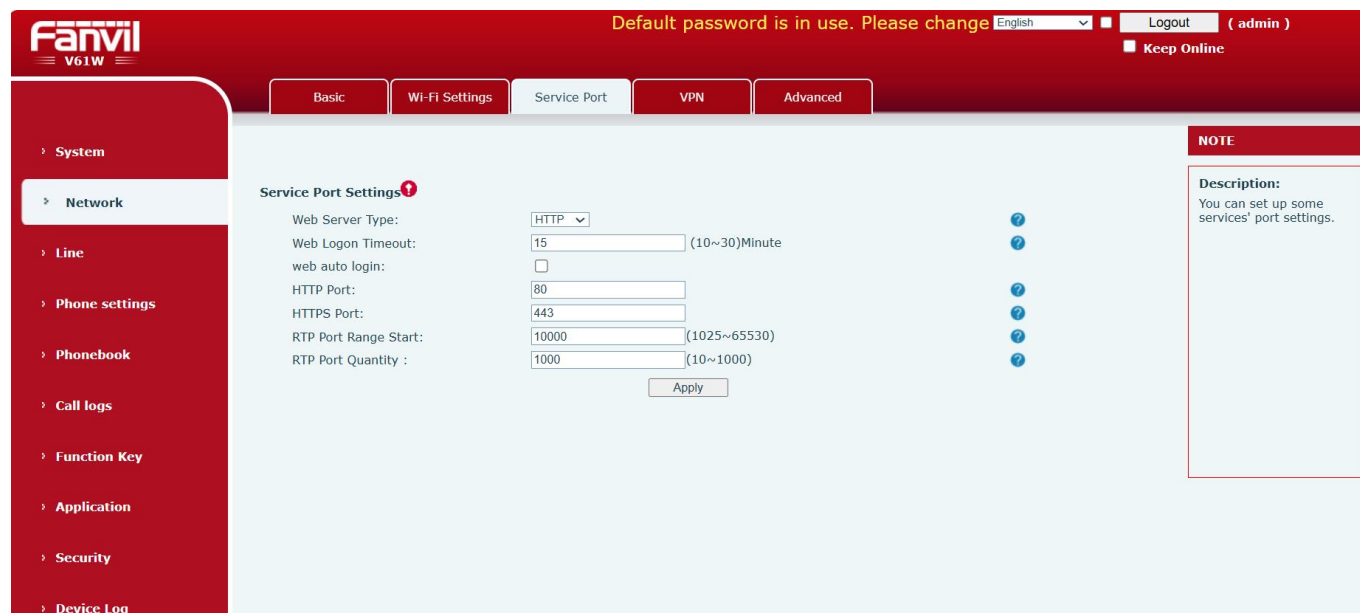 Fanvil
V61W
Default password is in use. Please change
English
Logout
( admin )
Keep Online
Basic
Wi-Fi Settings
Service Port
VPN
Advanced
System
Network
Line
Phone settings
Phonebook
Call logs
Function Key
Application
Security
Device Log
Service Port Settings
Web Server Type: HTTP
Web Logon Timeout: 15 (10~30)Minute
web auto login:
HTTP Port: 80
HTTPS Port: 443
RTP Port Range Start: 10000 (1025~65530)
RTP Port Quantity : 1000 (10~1000)
Apply
NOTE
Description:
You can set up some
services' port settings.